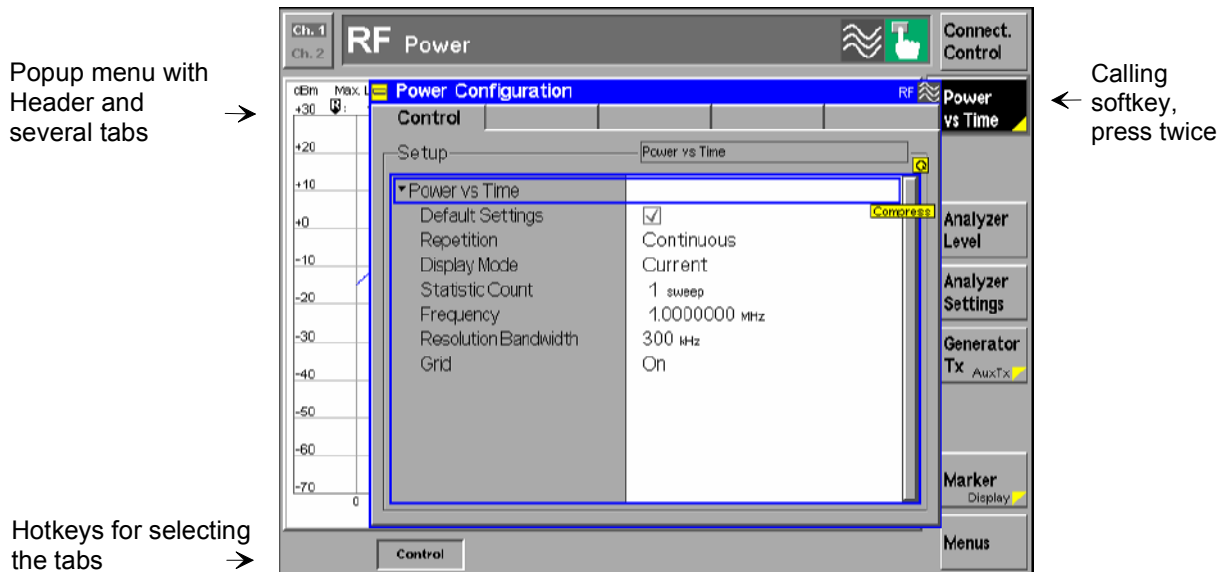 Popup menu with
Header and
several tabs
Ch. 1
Ch. 2
RF Power
Connect.
Control
dBm Max. L
+30
+20
+10
+0
-10
-20
-30
-40
-50
-60
-70
0
Power Configuration RF
Control
Setup Power vs Time
Power vs Time
Compress
Default Settings
Repetition Continuous
Display Mode Current
Statistic Count 1 sweep
Frequency 1.0000000 MHz
Resolution Bandwidth 300 kHz
Grid On
Power
vs Time
Analyzer
Level
Analyzer
Settings
Generator
Tx AuxTx
Marker
Display
Menus
Calling
softkey,
press twice
Hotkeys for selecting
the tabs
Control